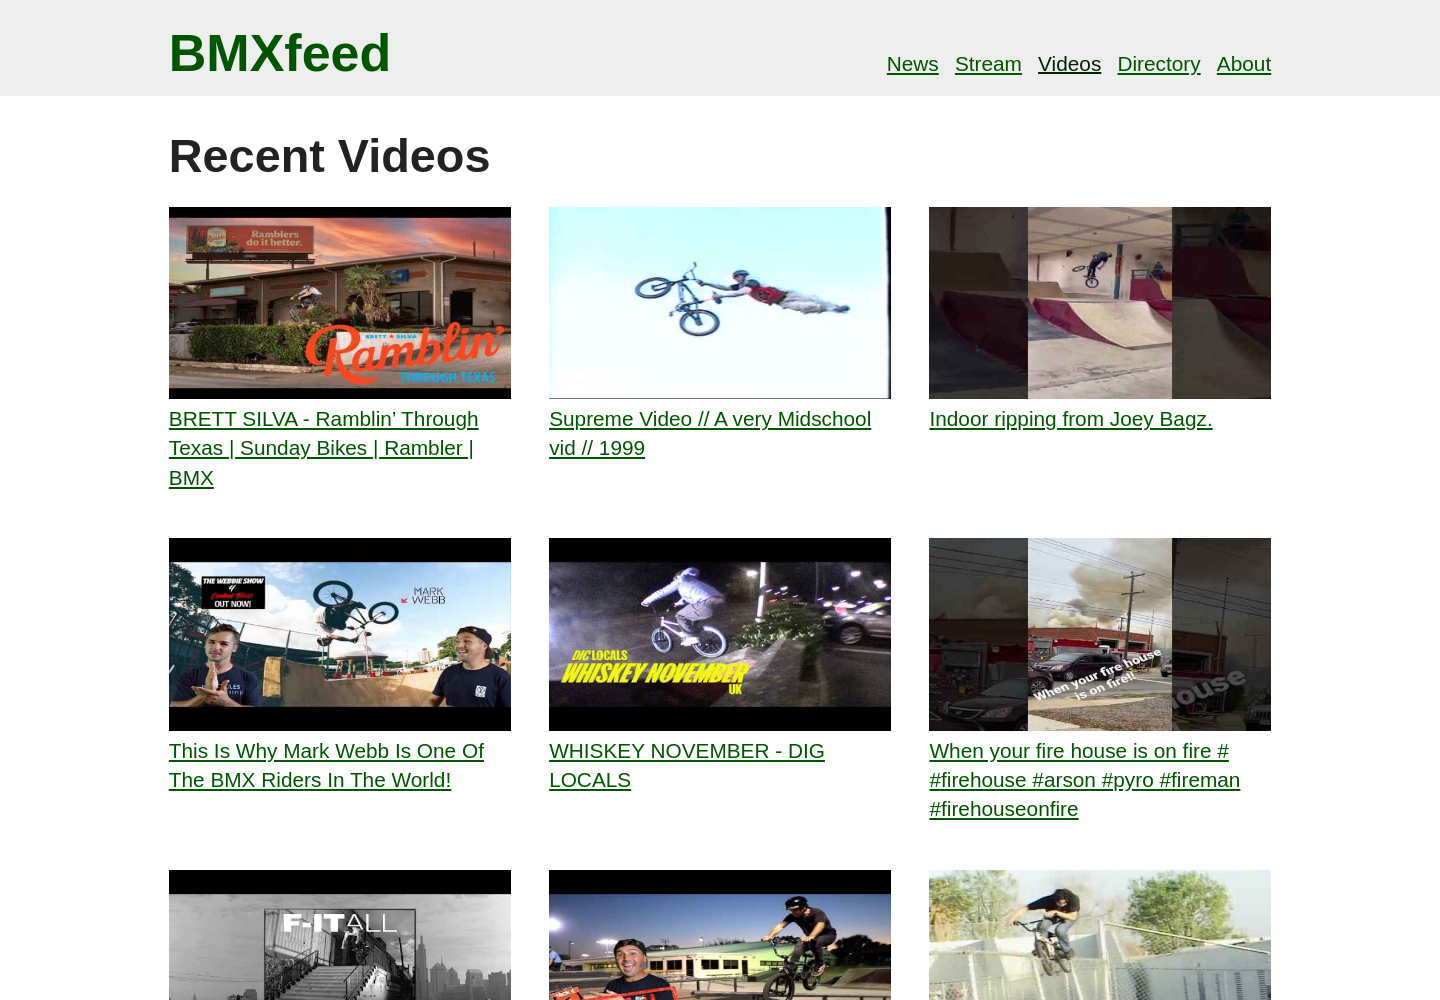 BMXfeed
News Stream Videos Directory About
Recent Videos
Ramblers
do it better.
BRETT SILVA
Ramblin'
THROUGH TEXAS
BRETT SILVA - Ramblin’ Through
Texas | Sunday Bikes | Rambler |
BMX
Supreme Video // A very Midschool
vid // 1999
Indoor ripping from Joey Bagz.
THE WEBBIE SHOW
OUT NOW!
MARK
WEBB
This Is Why Mark Webb Is One Of
The BMX Riders In The World!
DIG LOCALS
WHISKEY NOVEMBER
UK
WHISKEY NOVEMBER - DIG
LOCALS
When your fire house
is on fire!!
house
When your fire house is on fire #
#firehouse #arson #pyro #fireman
#firehouseonfire
F-IT ALL